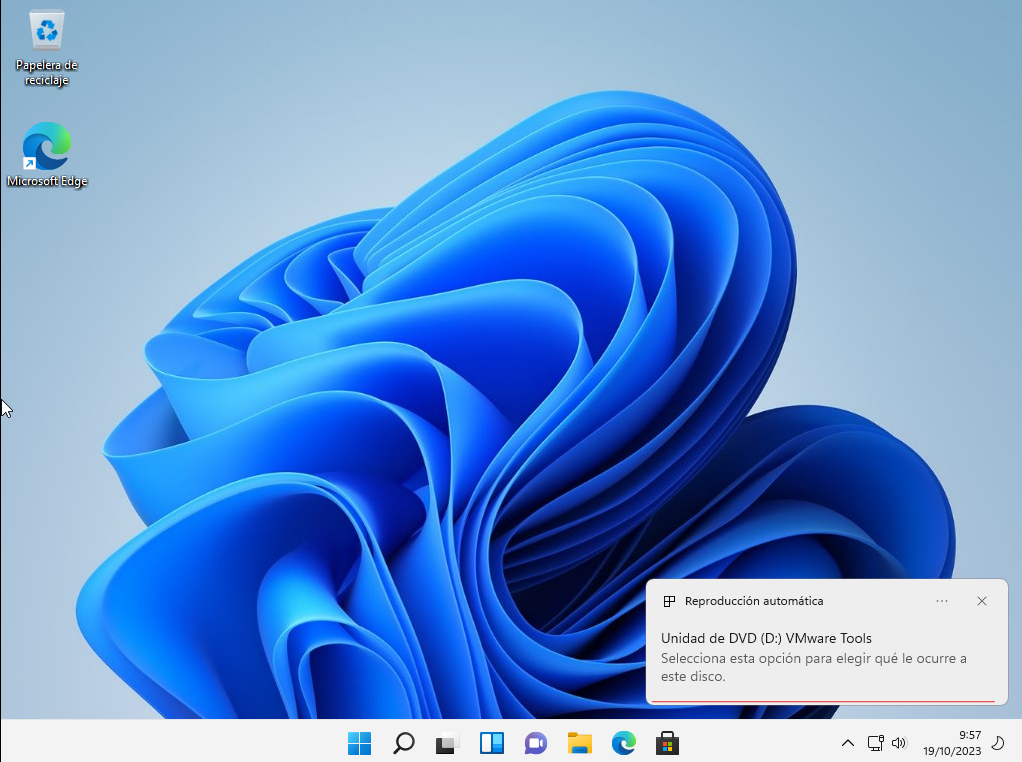 Papelera de
reciclaje
Microsoft Edge
Reproducción automática
Unidad de DVD (D:) VMware Tools
Selecciona esta opción para elegir qué le ocurre a
este disco.
9:57
19/10/2023